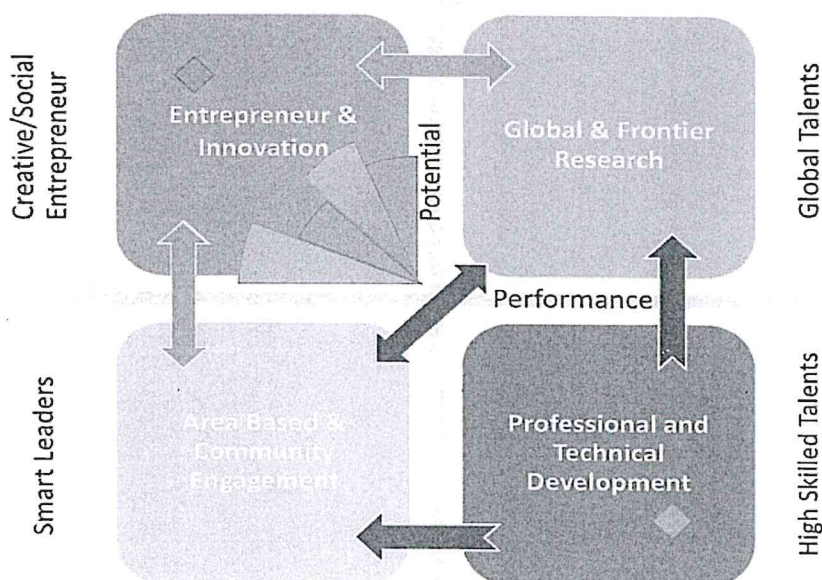 Creative/Social
Entrepreneur
Entrepreneur &
Innovation
Potential
Global & Frontier
Research
Global Talents
Performance
Smart Leaders
Area Based &
Community
Engagement
Professional and
Technical
Development
High Skilled Talents